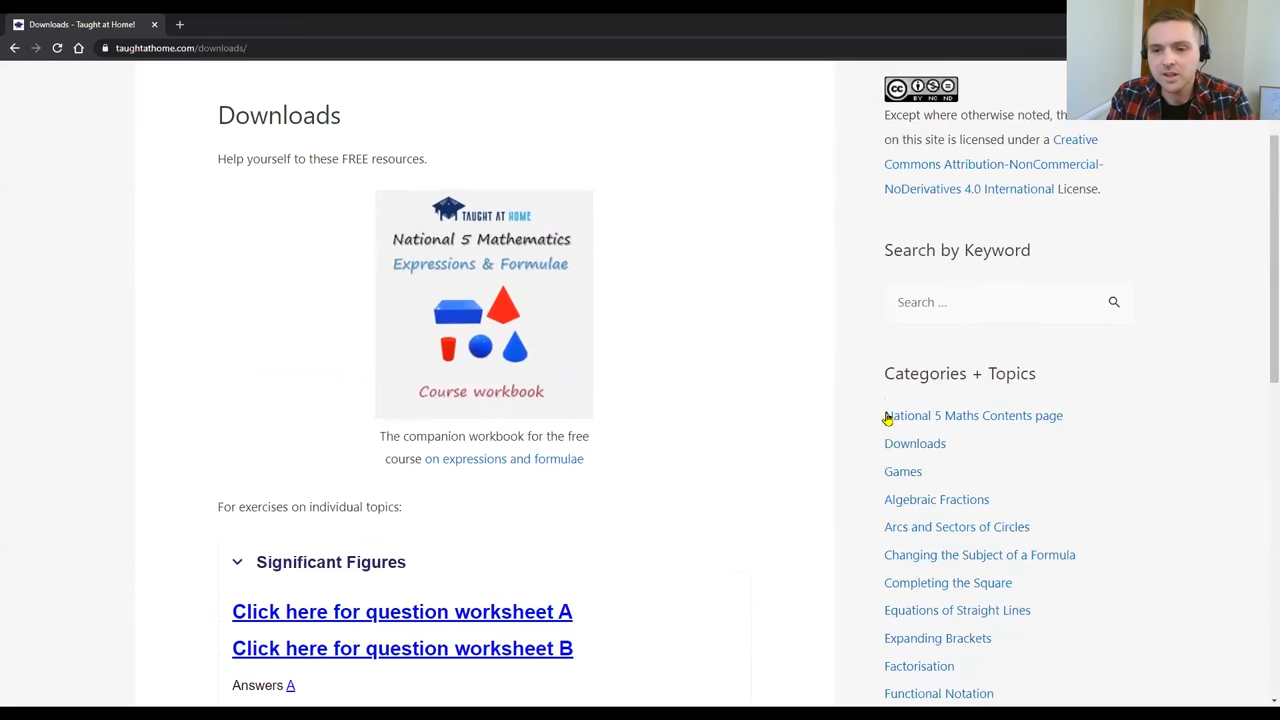 Downloads - Taught at Home!
taughtathome.com/downloads/
Downloads
Help yourself to these FREE resources.
TAUGHT AT HOME
National 5 Mathematics
Expressions & Formulae
Course workbook
The companion workbook for the free
course on expressions and formulae
For exercises on individual topics:
Significant Figures
Click here for question worksheet A
Click here for question worksheet B
Answers A
CC BY NC ND
Except where otherwise noted, th
on this site is licensed under a Creative
Commons Attribution-NonCommercial-
NoDerivatives 4.0 International License.
Search by Keyword
Search ...
Categories + Topics
National 5 Maths Contents page
Downloads
Games
Algebraic Fractions
Arcs and Sectors of Circles
Changing the Subject of a Formula
Completing the Square
Equations of Straight Lines
Expanding Brackets
Factorisation
Functional Notation